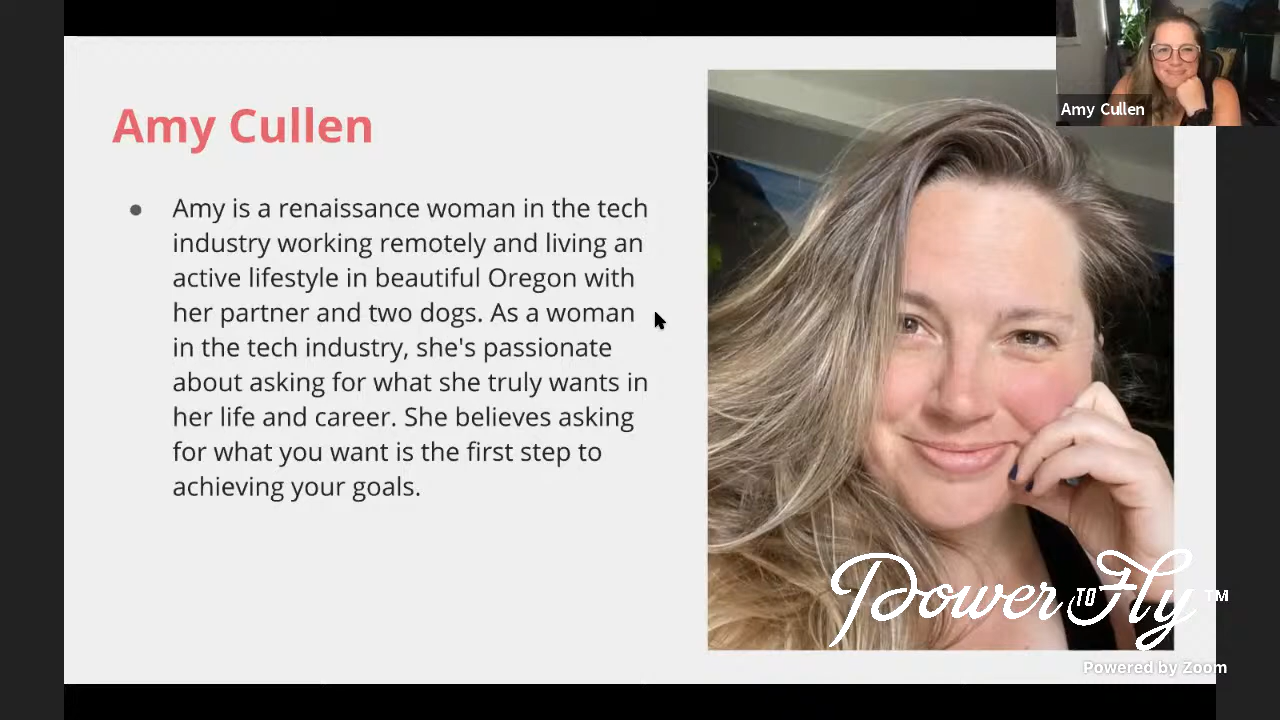 Amy Cullen
Amy Cullen
Amy is a renaissance woman in the tech
industry working remotely and living an
active lifestyle in beautiful Oregon with
her partner and two dogs. As a woman
in the tech industry, she's passionate
about asking for what she truly wants in
her life and career. She believes asking
for what you want is the first step to
achieving your goals.
Power to Fly™
Powered by Zoom